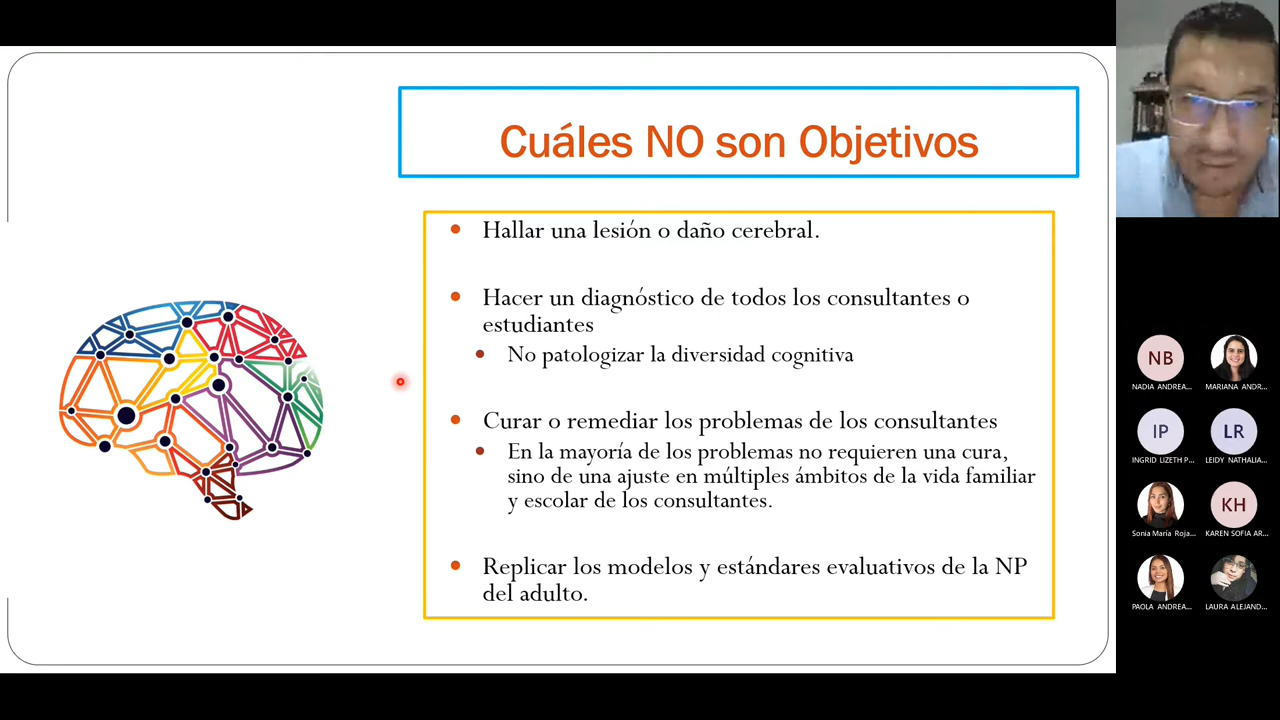 Cuáles NO son Objetivos
Hallar una lesión o daño cerebral.
Hacer un diagnóstico de todos los consultantes o
estudiantes
No patologizar la diversidad cognitiva
Curar o remediar los problemas de los consultantes
En la mayoría de los problemas no requieren una cura,
sino de una ajuste en múltiples ámbitos de la vida familiar
y escolar de los consultantes.
Replicar los modelos y estándares evaluativos de la NP
del adulto.
NB
NADIA ANDREA...
MARIANA ANDR...
IP
INGRID LIZETH P...
LR
LEIDY NATHALIA...
Sonia María Roja...
KH
KAREN SOFIA AR...
PAOLA ANDREA...
LAURA ALEJAND...